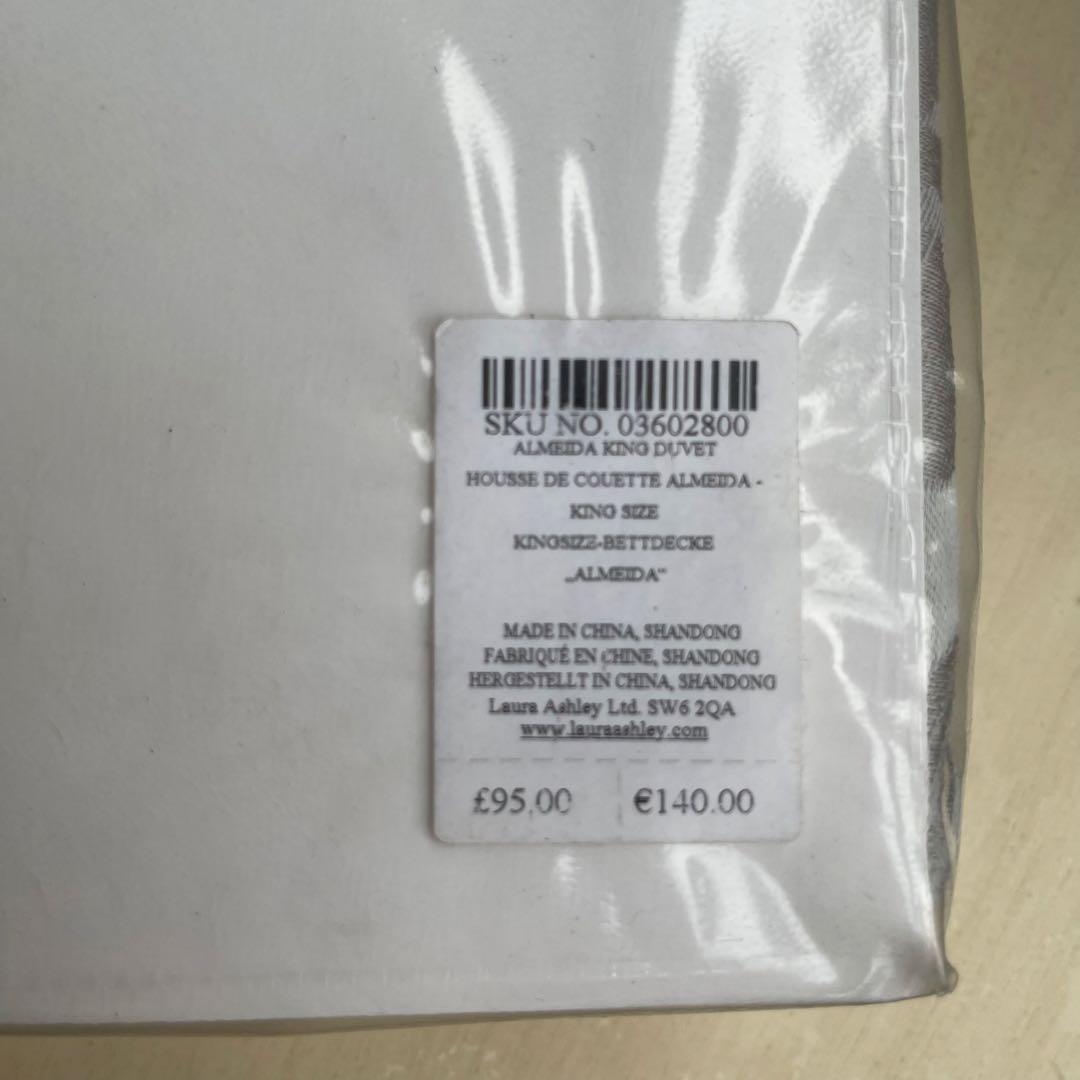 SKU NO. 03602800
ALMEIDA KING DUVET
HOUSSE DE COUETTE ALMEIDA -
KING SIZE
KINGSIZZ-BETTDECKE
„ALMEIDA“
MADE IN CHINA, SHANDONG
FABRIQUÉ EN CHINE, SHANDONG
HERGESTELLT IN CHINA, SHANDONG
Laura Ashley Ltd. SW6 2QA
www.lauraashley.com
£95.00 €140.00